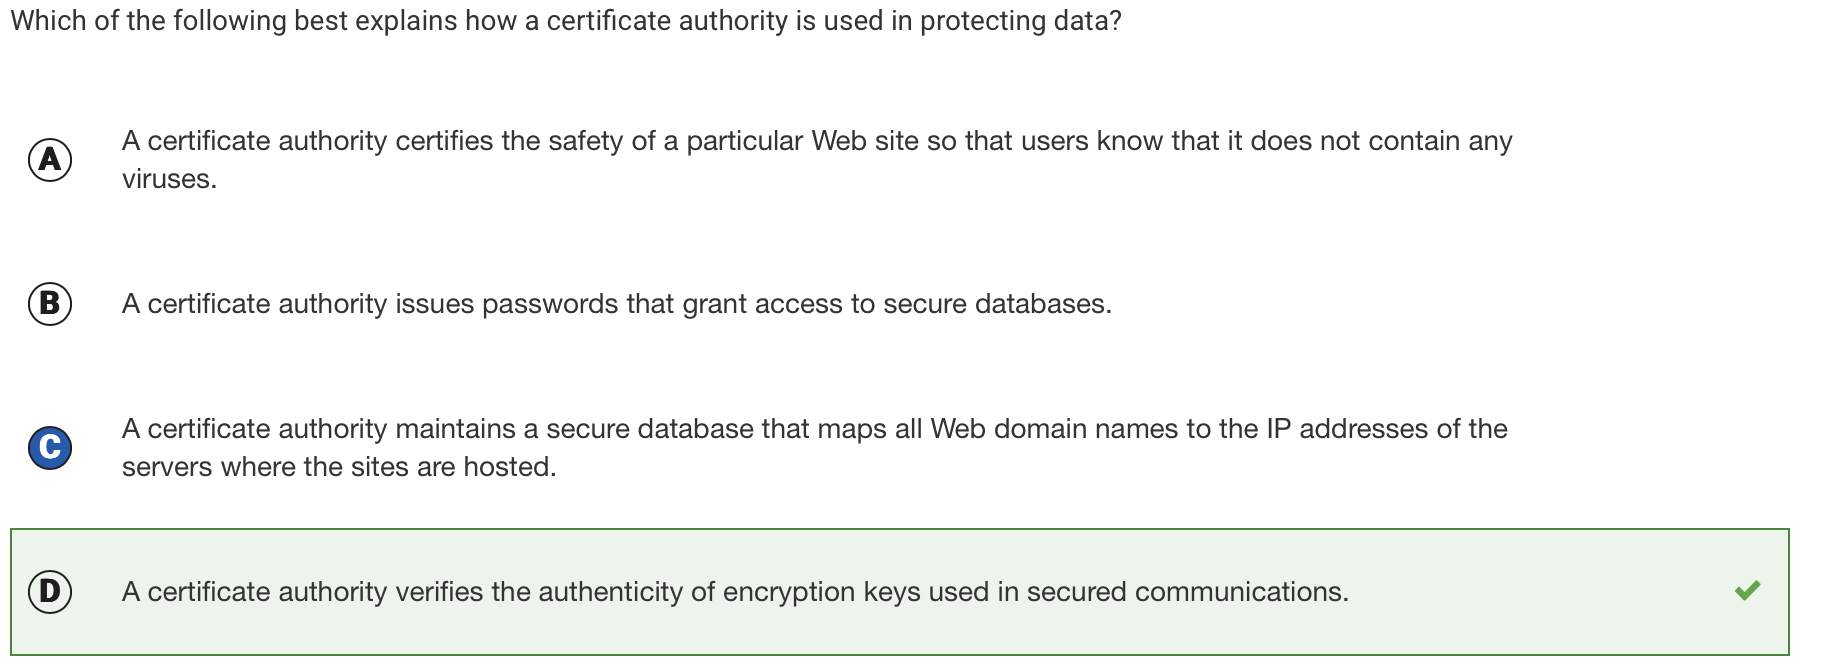 Which of the following best explains how a certificate authority is used in protecting data?
A
A certificate authority certifies the safety of a particular Web site so that users know that it does not contain any
viruses.
B
A certificate authority issues passwords that grant access to secure databases.
C
A certificate authority maintains a secure database that maps all Web domain names to the IP addresses of the
servers where the sites are hosted.
D
A certificate authority verifies the authenticity of encryption keys used in secured communications.